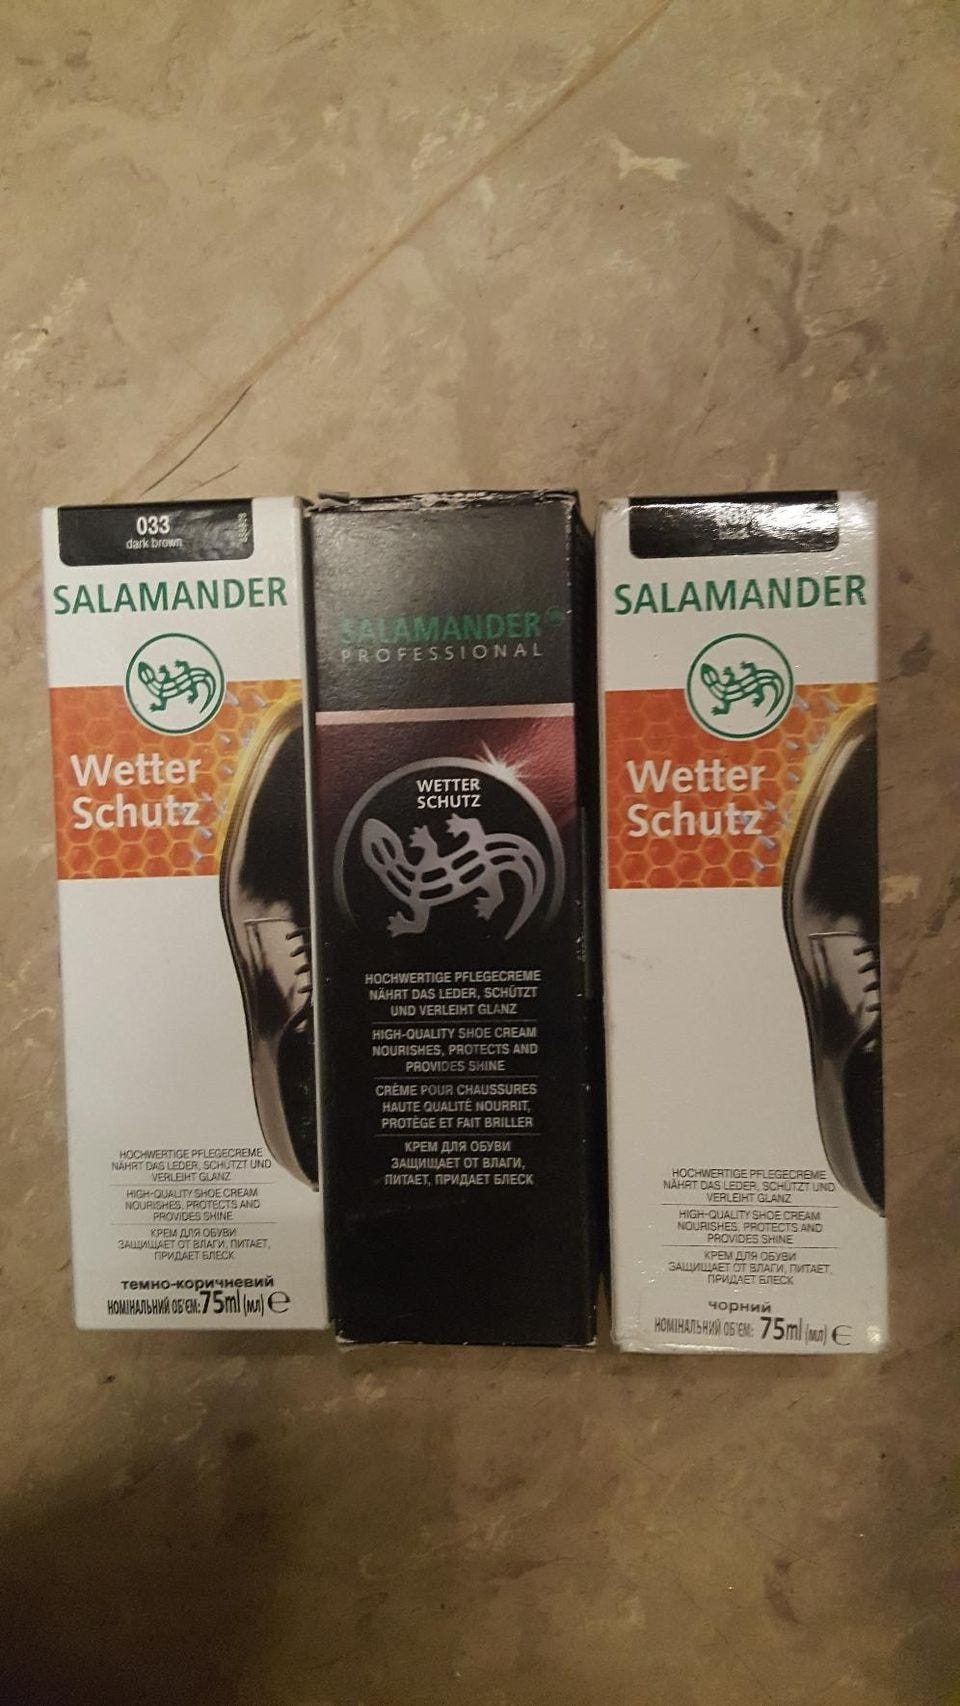 033
dark brown
SALAMANDER
Wetter
Schutz
HOCHWERTIGE PFLEGECREME
NÄHRT DAS LEDER, SCHÜTZT UND
VERLEIHT GLANZ
HIGH-QUALITY SHOE CREAM
NOURISHES, PROTECTS AND
PROVIDES SHINE
КРЕМ ДЛЯ ОБУВИ
ЗАЩИЩАЕТ ОТ ВЛАГИ, ПИТАЕТ,
ПРИДАЕТ БЛЕСК
темно-коричневий
НОМІНАЛЬНИЙ ОБ'ЄМ: 75ml (мл) ℮
SALAMANDER
PROFESSIONAL
WETTER
SCHUTZ
HOCHWERTIGE PFLEGECREME
NÄHRT DAS LEDER, SCHÜTZT
UND VERLEIHT GLANZ
HIGH-QUALITY SHOE CREAM
NOURISHES, PROTECTS AND
PROVIDES SHINE
CRÈME POUR CHAUSSURES
HAUTE QUALITÉ NOURRIT,
PROTÈGE ET FAIT BRILLER
КРЕМ ДЛЯ ОБУВИ
ЗАЩИЩАЕТ ОТ ВЛАГИ,
ПИТАЕТ, ПРИДАЕТ БЛЕСК
black
SALAMANDER
Wetter
Schutz
HOCHWERTIGE PFLEGECREME
NÄHRT DAS LEDER, SCHÜTZT UND
VERLEIHT GLANZ
HIGH-QUALITY SHOE CREAM
NOURISHES, PROTECTS AND
PROVIDES SHINE
КРЕМ ДЛЯ ОБУВИ
ЗАЩИЩАЕТ ОТ ВЛАГИ, ПИТАЕТ,
ПРИДАЕТ БЛЕСК
чорний
НОМІНАЛЬНИЙ ОБ'ЄМ: 75ml (мл) ℮